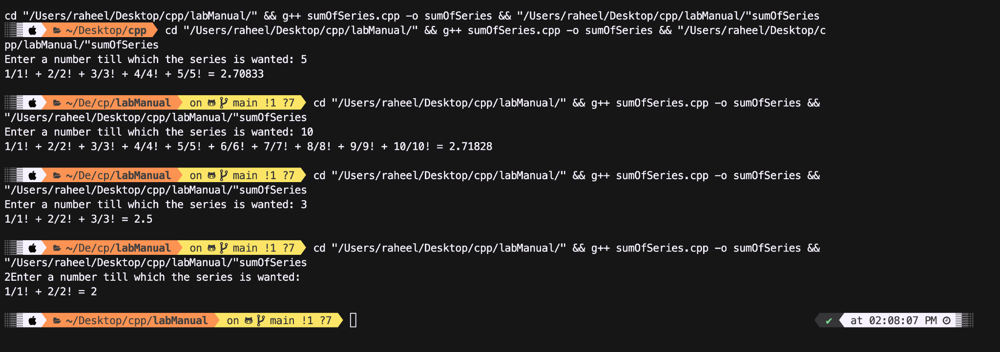 cd "/Users/raheel/Desktop/cpp/labManual/" && g++ sumOfSeries.cpp -o sumOfSeries && "/Users/raheel/Desktop/cpp/labManual/"sumOfSeries
~/Desktop/cpp cd "/Users/raheel/Desktop/cpp/labManual/" && g++ sumOfSeries.cpp -o sumOfSeries && "/Users/raheel/Desktop/c
pp/labManual/"sumOfSeries
Enter a number till which the series is wanted: 5
1/1! + 2/2! + 3/3! + 4/4! + 5/5! = 2.70833
~/De/cp/labManual on main !1 ?7 cd "/Users/raheel/Desktop/cpp/labManual/" && g++ sumOfSeries.cpp -o sumOfSeries &&
"/Users/raheel/Desktop/cpp/labManual/"sumOfSeries
Enter a number till which the series is wanted: 10
1/1! + 2/2! + 3/3! + 4/4! + 5/5! + 6/6! + 7/7! + 8/8! + 9/9! + 10/10! = 2.71828
~/De/cp/labManual on main !1 ?7 cd "/Users/raheel/Desktop/cpp/labManual/" && g++ sumOfSeries.cpp -o sumOfSeries &&
"/Users/raheel/Desktop/cpp/labManual/"sumOfSeries
Enter a number till which the series is wanted: 3
1/1! + 2/2! + 3/3! = 2.5
~/De/cp/labManual on main !1 ?7 cd "/Users/raheel/Desktop/cpp/labManual/" && g++ sumOfSeries.cpp -o sumOfSeries &&
"/Users/raheel/Desktop/cpp/labManual/"sumOfSeries
2Enter a number till which the series is wanted:
1/1! + 2/2! = 2
~/Desktop/cpp/labManual on main !1 ?7 ✔ at 02:08:07 PM